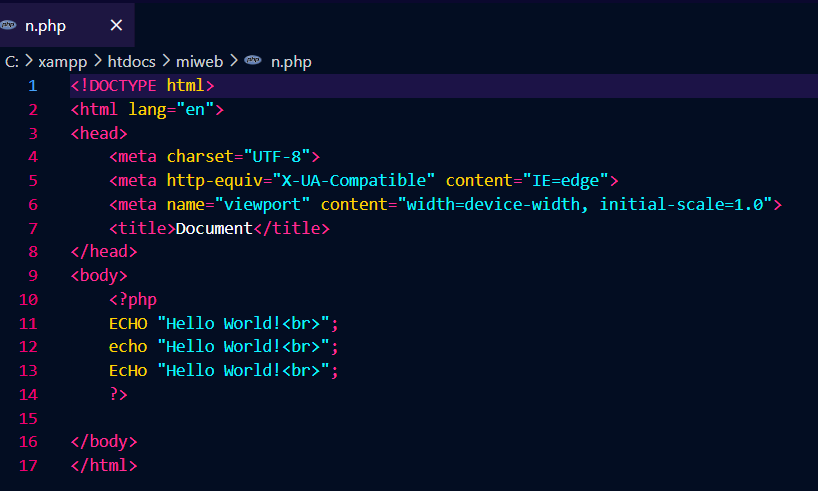 n.php ×
C: > xampp > htdocs > miweb > n.php
1 <!DOCTYPE html>
2 <html lang="en">
3 <head>
4     <meta charset="UTF-8">
5     <meta http-equiv="X-UA-Compatible" content="IE=edge">
6     <meta name="viewport" content="width=device-width, initial-scale=1.0">
7     <title>Document</title>
8 </head>
9 <body>
10     <?php
11     ECHO "Hello World!<br>";
12     echo "Hello World!<br>";
13     EcHo "Hello World!<br>";
14     ?>
15
16 </body>
17 </html>